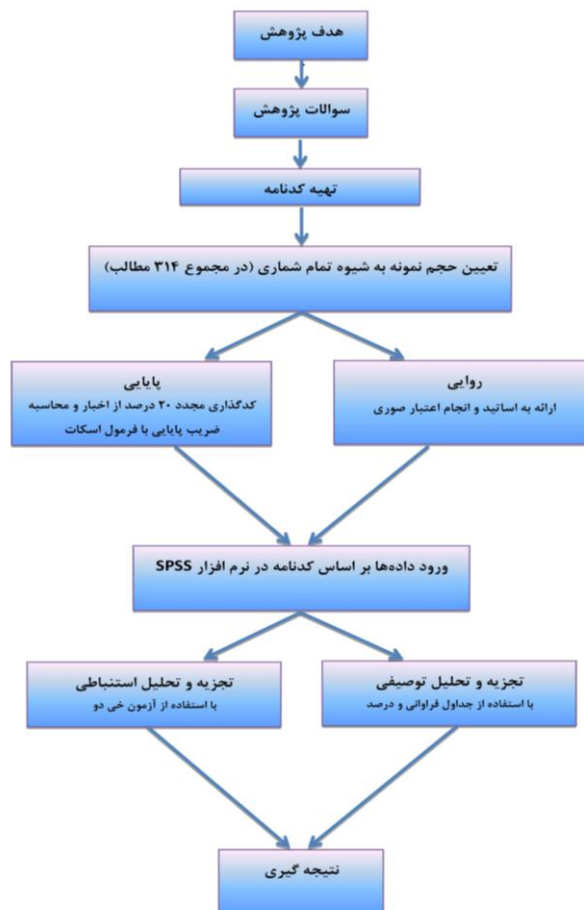 هدف پژوهش
سوالات پژوهش
تهیه کدنامه
تعیین حجم نمونه به شیوه تمام شماری (در مجموع ۳۱۴ مطالب)
روایی
ارائه به اساتید و انجام اعتبار صوری
پایایی
کدگذاری مجدد ۲۰ درصد از اخبار و محاسبه
ضریب پایایی با فرمول اسکات
ورود داده‌ها بر اساس کدنامه در نرم افزار SPSS
تجزیه و تحلیل توصیفی
با استفاده از جداول فراوانی و درصد
تجزیه و تحلیل استنباطی
با استفاده از آزمون خی دو
نتیجه گیری